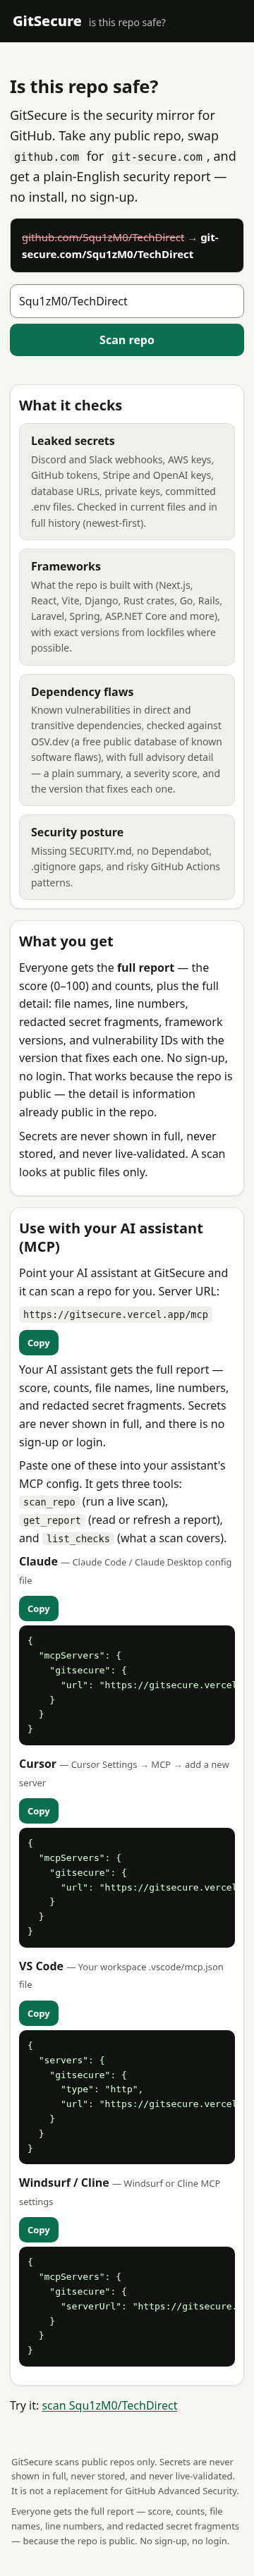 GitSecure is this repo safe?
Is this repo safe?
GitSecure is the security mirror for
GitHub. Take any public repo, swap
github.com for git-secure.com, and
get a plain-English security report —
no install, no sign-up.
github.com/Squ1zM0/TechDirect → git-
secure.com/Squ1zM0/TechDirect
Squ1zM0/TechDirect
Scan repo
What it checks
Leaked secrets
Discord and Slack webhooks, AWS keys,
GitHub tokens, Stripe and OpenAI keys,
database URLs, private keys, committed
.env files. Checked in current files and in
full history (newest-first).
Frameworks
What the repo is built with (Next.js,
React, Vite, Django, Rust crates, Go, Rails,
Laravel, Spring, ASP.NET Core and more),
with exact versions from lockfiles where
possible.
Dependency flaws
Known vulnerabilities in direct and
transitive dependencies, checked against
OSV.dev (a free public database of known
software flaws), with full advisory detail
— a plain summary, a severity score, and
the version that fixes each one.
Security posture
Missing SECURITY.md, no Dependabot,
.gitignore gaps, and risky GitHub Actions
patterns.
What you get
Everyone gets the full report — the
score (0–100) and counts, plus the full
detail: file names, line numbers,
redacted secret fragments, framework
versions, and vulnerability IDs with the
version that fixes each one. No sign-up,
no login. That works because the repo is
public — the detail is information
already public in the repo.
Secrets are never shown in full, never
stored, and never live-validated. A scan
looks at public files only.
Use with your AI assistant
(MCP)
Point your AI assistant at GitSecure and
it can scan a repo for you. Server URL:
https://gitsecure.vercel.app/mcp
Copy
Your AI assistant gets the full report —
score, counts, file names, line numbers,
and redacted secret fragments. Secrets
are never shown in full, and there is no
sign-up or login.
Paste one of these into your assistant's
MCP config. It gets three tools:
scan_repo (run a live scan),
get_report (read or refresh a report),
and list_checks (what a scan covers).
Claude — Claude Code / Claude Desktop config
file
Copy
{
"mcpServers": {
"gitsecure": {
"url": "https://gitsecure.vercel
}
}
}
Cursor — Cursor Settings → MCP → add a new
server
Copy
{
"mcpServers": {
"gitsecure": {
"url": "https://gitsecure.vercel
}
}
}
VS Code — Your workspace .vscode/mcp.json
file
Copy
{
"servers": {
"gitsecure": {
"type": "http",
"url": "https://gitsecure.vercel
}
}
}
Windsurf / Cline — Windsurf or Cline MCP
settings
Copy
{
"mcpServers": {
"gitsecure": {
"serverUrl": "https://gitsecure.
}
}
}
Try it: scan Squ1zM0/TechDirect
GitSecure scans public repos only. Secrets are never
shown in full, never stored, and never live-validated.
It is not a replacement for GitHub Advanced Security.
Everyone gets the full report — score, counts, file
names, line numbers, and redacted secret fragments
— because the repo is public. No sign-up, no login.